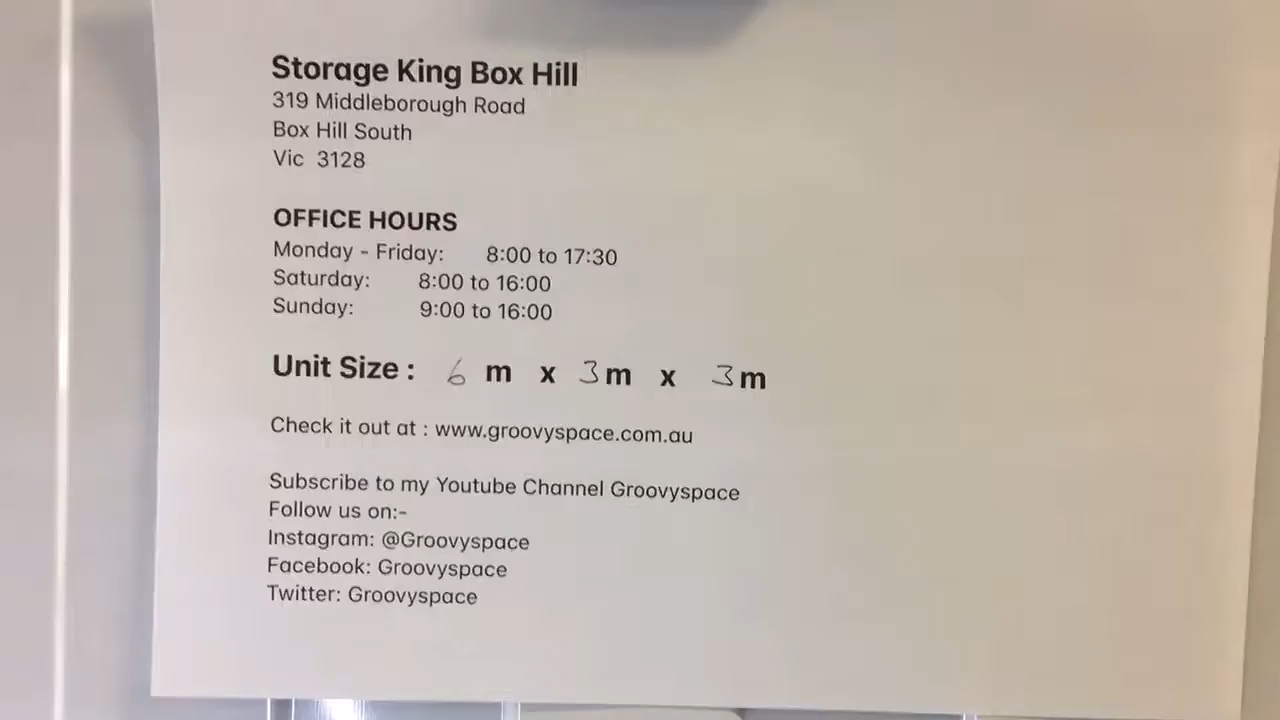 Storage King Box Hill
319 Middleborough Road
Box Hill South
Vic 3128
OFFICE HOURS
Monday - Friday: 8:00 to 17:30
Saturday: 8:00 to 16:00
Sunday: 9:00 to 16:00
Unit Size : 6 m x 3 m x 3 m
Check it out at : www.groovyspace.com.au
Subscribe to my Youtube Channel Groovyspace
Follow us on:-
Instagram: @Groovyspace
Facebook: Groovyspace
Twitter: Groovyspace